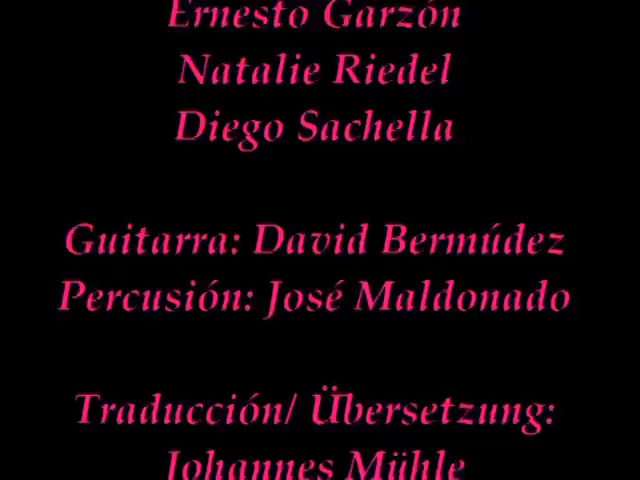 Ernesto Garzón
Natalie Riedel
Diego Sachella
Guitarra: David Bermúdez
Percusión: José Maldonado
Traducción/ Übersetzung:
Johannes Mühle